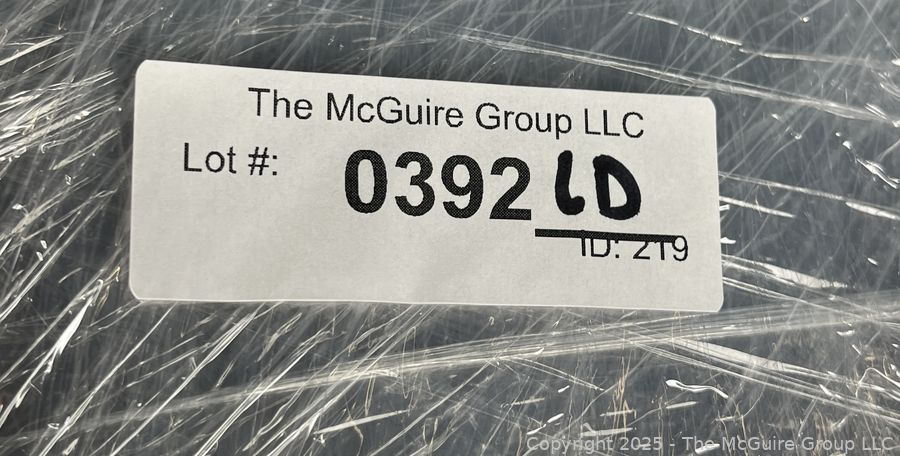 The McGuire Group LLC
Lot #: 0392 LD
ID: 219
Copyright 2025 - The McGuire Group LLC